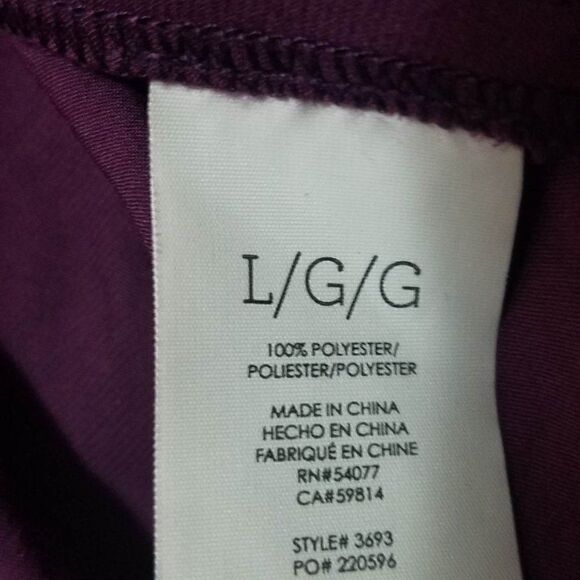 L/G/G
100% POLYESTER/
POLIESTER/POLYESTER
MADE IN CHINA
HECHO EN CHINA
FABRIQUÉ EN CHINE
RN#54077
CA#59814
STYLE# 3693
PO# 220596